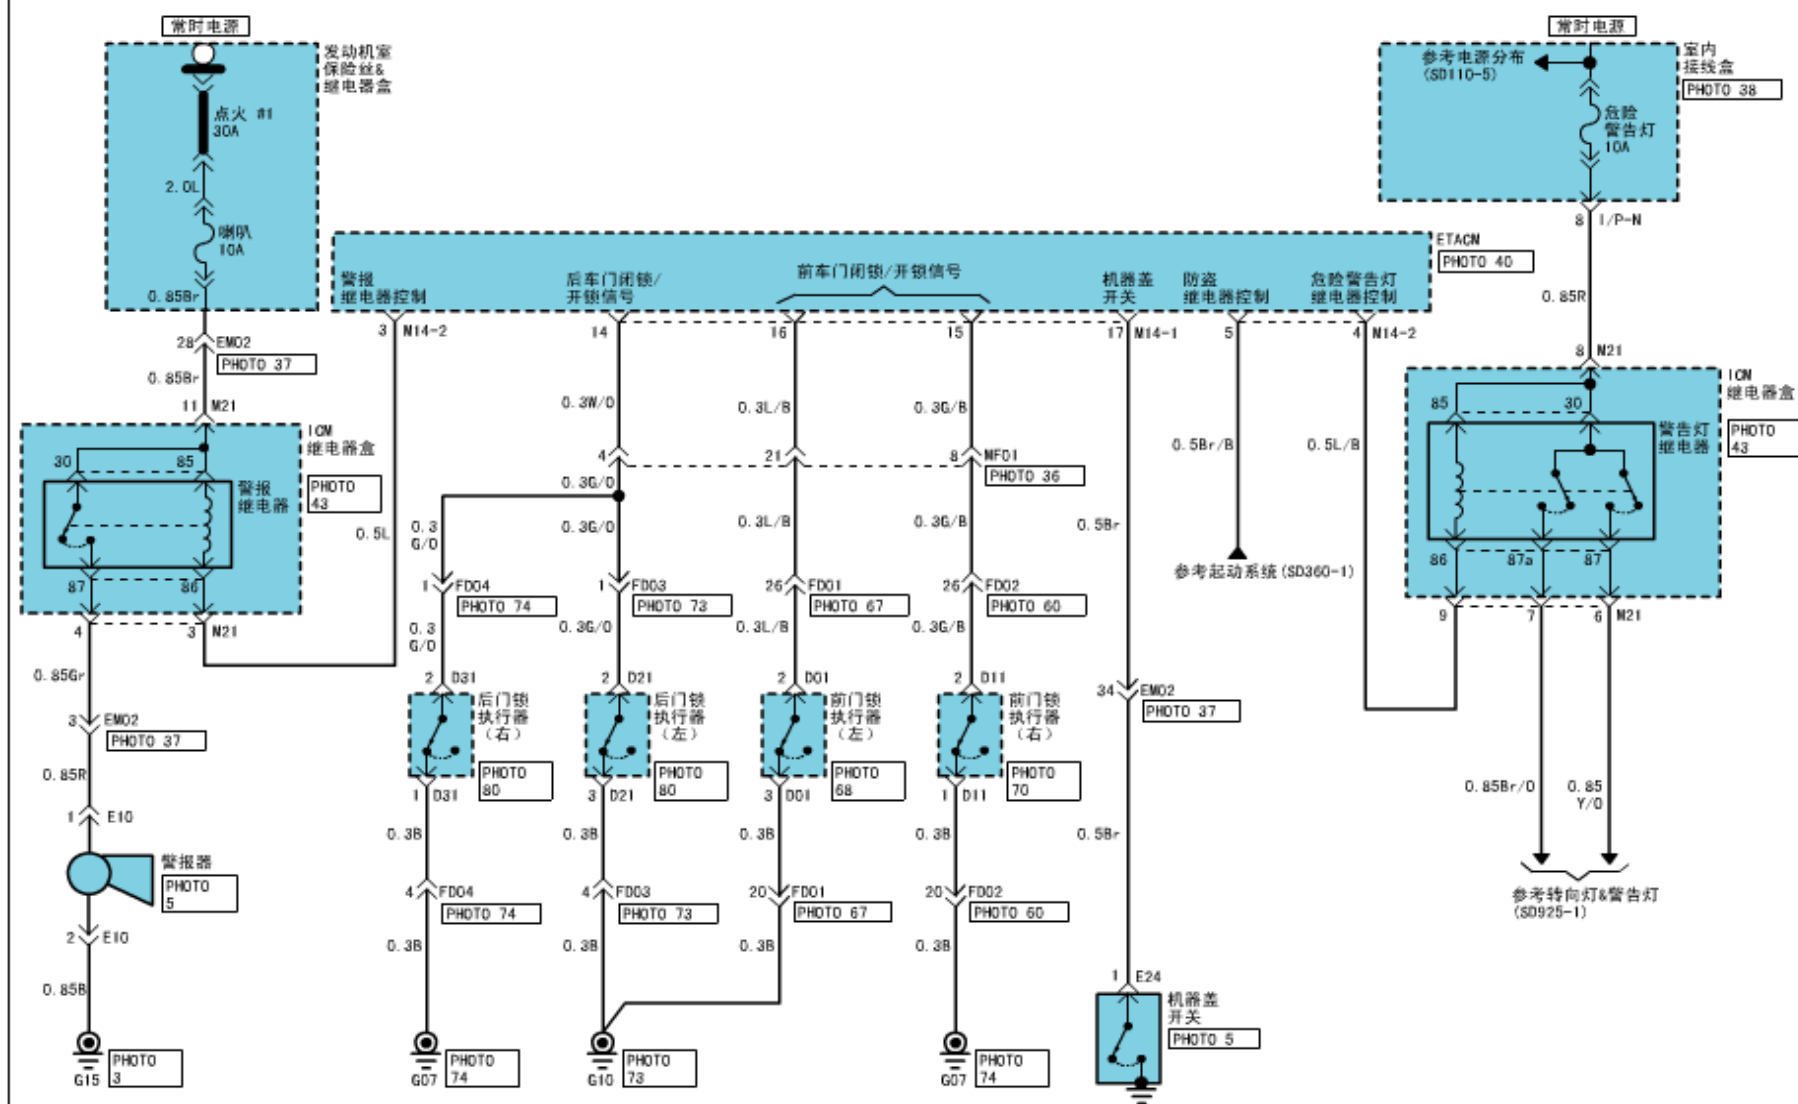 常时电源
发动机室
保险丝&
继电器盒
点火 #1
30A
2.0L
喇叭
10A
0.85Br
28 EM02
PHOTO 37
0.85Br
11 M21
ICM
继电器盒
PHOTO
43
30
85
警报
继电器
87
86
4
3 M21
0.85Gr
3 EM02
PHOTO 37
0.85R
1 E10
警报器
PHOTO
5
2 E10
0.85B
G15
PHOTO
3
ETACM
PHOTO 40
警报
继电器控制
后车门闭锁/
开锁信号
前车门闭锁/开锁信号
机器盖
开关
防盗
继电器控制
危险警告灯
继电器控制
3 M14-2
14
16
15
17 M14-1
5
4 M14-2
0.5L
0.3W/O
0.3L/B
0.3G/B
0.5Br/B
0.5L/B
4
21
8 MF01
PHOTO 36
0.3G/O
0.3
G/O
0.3G/O
0.3L/B
0.3G/B
0.5Br
参考起动系统(SD360-1)
1 FD04
PHOTO 74
1 FD03
PHOTO 73
26 FD01
PHOTO 67
26 FD02
PHOTO 60
0.3
G/O
0.3G/O
0.3L/B
0.3G/B
2 D31
后门锁
执行器
（右）
PHOTO
80
2 D21
后门锁
执行器
（左）
PHOTO
80
2 D01
前门锁
执行器
（左）
PHOTO
68
2 D11
前门锁
执行器
（右）
PHOTO
70
34 EM02
PHOTO 37
1 D31
3 D21
3 D01
1 D11
0.3B
0.3B
0.3B
0.3B
0.5Br
4 FD04
PHOTO 74
4 FD03
PHOTO 73
20 FD01
PHOTO 67
20 FD02
PHOTO 60
0.3B
0.3B
0.3B
0.3B
1 E24
机器盖
开关
PHOTO 5
G07
PHOTO
74
G10
PHOTO
73
G07
PHOTO
74
常时电源
参考电源分布
(SD110-5)
室内
接线盒
PHOTO 38
危险
警告灯
10A
8 I/P-N
0.85R
8 M21
ICM
继电器盒
PHOTO
43
85
30
警告灯
继电器
86
87a
87
9
7
6 M21
0.85Br/O
0.85
Y/O
参考转向灯&警告灯
(SD925-1)